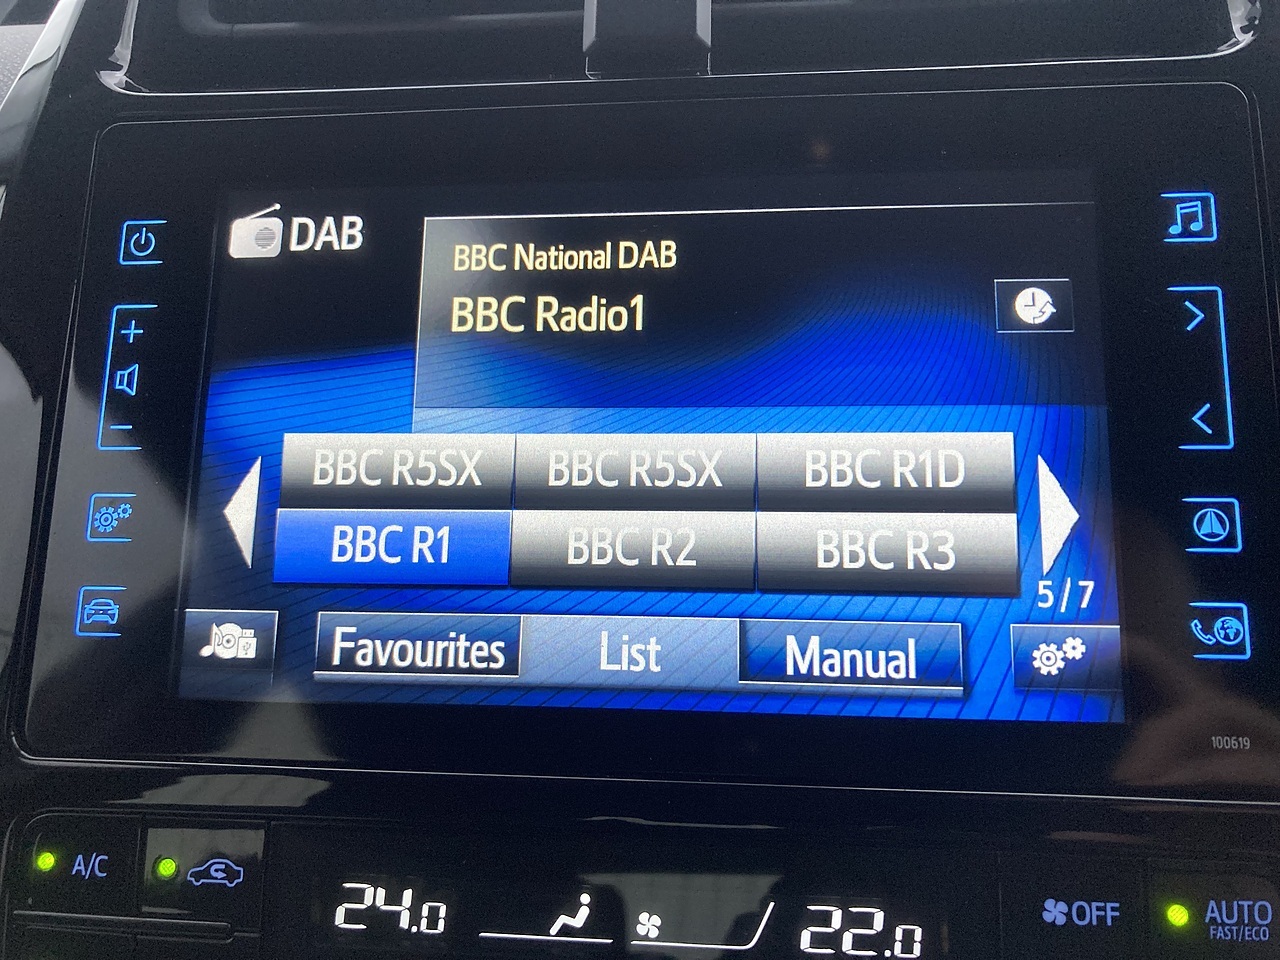 DAB
BBC National DAB
BBC Radio1
BBC R5SX BBC R5SX BBC R1D
BBC R1 BBC R2 BBC R3
5/7
Favourites List Manual
100619
A/C
24.0 22.0
OFF
AUTO
FAST/ECO